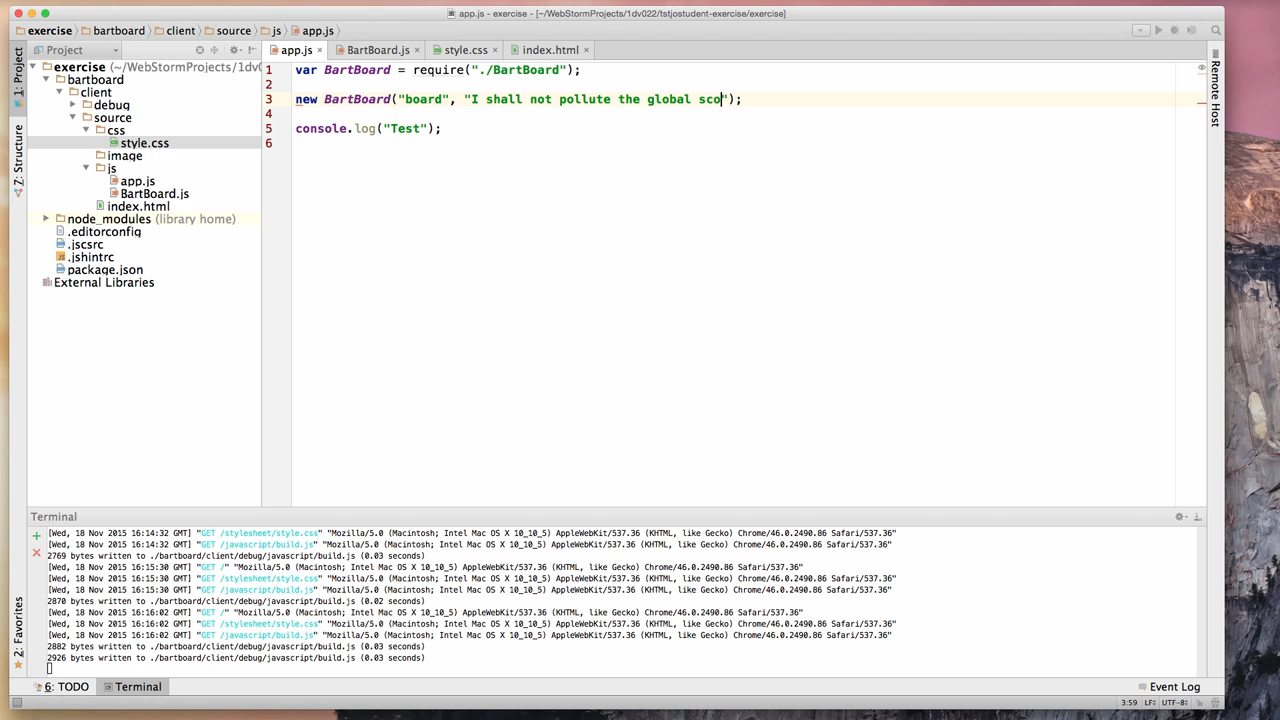 app.js - exercise - [~/WebStormProjects/1dv022/tstjostudent-exercise/exercise]
exercise bartboard client source js app.js
Project
app.js × BartBoard.js × style.css × index.html ×
1: Project
Z: Structure
2: Favorites
exercise (~/WebStormProjects/1dv0
bartboard
client
debug
source
css
style.css
image
js
app.js
BartBoard.js
index.html
node_modules (library home)
.editorconfig
.jscsrc
.jshintrc
package.json
External Libraries
1 var BartBoard = require("./BartBoard");
2
3 new BartBoard("board", "I shall not pollute the global sco");
4
5 console.log("Test");
6
Remote Host
Terminal
[Wed, 18 Nov 2015 16:14:32 GMT] "GET /stylesheet/style.css" "Mozilla/5.0 (Macintosh; Intel Mac OS X 10_10_5) AppleWebKit/537.36 (KHTML, like Gecko) Chrome/46.0.2490.86 Safari/537.36"
[Wed, 18 Nov 2015 16:14:32 GMT] "GET /javascript/build.js" "Mozilla/5.0 (Macintosh; Intel Mac OS X 10_10_5) AppleWebKit/537.36 (KHTML, like Gecko) Chrome/46.0.2490.86 Safari/537.36"
2769 bytes written to ./bartboard/client/debug/javascript/build.js (0.03 seconds)
[Wed, 18 Nov 2015 16:15:30 GMT] "GET /" "Mozilla/5.0 (Macintosh; Intel Mac OS X 10_10_5) AppleWebKit/537.36 (KHTML, like Gecko) Chrome/46.0.2490.86 Safari/537.36"
[Wed, 18 Nov 2015 16:15:30 GMT] "GET /stylesheet/style.css" "Mozilla/5.0 (Macintosh; Intel Mac OS X 10_10_5) AppleWebKit/537.36 (KHTML, like Gecko) Chrome/46.0.2490.86 Safari/537.36"
[Wed, 18 Nov 2015 16:15:30 GMT] "GET /javascript/build.js" "Mozilla/5.0 (Macintosh; Intel Mac OS X 10_10_5) AppleWebKit/537.36 (KHTML, like Gecko) Chrome/46.0.2490.86 Safari/537.36"
2870 bytes written to ./bartboard/client/debug/javascript/build.js (0.02 seconds)
[Wed, 18 Nov 2015 16:16:02 GMT] "GET /" "Mozilla/5.0 (Macintosh; Intel Mac OS X 10_10_5) AppleWebKit/537.36 (KHTML, like Gecko) Chrome/46.0.2490.86 Safari/537.36"
[Wed, 18 Nov 2015 16:16:02 GMT] "GET /stylesheet/style.css" "Mozilla/5.0 (Macintosh; Intel Mac OS X 10_10_5) AppleWebKit/537.36 (KHTML, like Gecko) Chrome/46.0.2490.86 Safari/537.36"
[Wed, 18 Nov 2015 16:16:02 GMT] "GET /javascript/build.js" "Mozilla/5.0 (Macintosh; Intel Mac OS X 10_10_5) AppleWebKit/537.36 (KHTML, like Gecko) Chrome/46.0.2490.86 Safari/537.36"
2882 bytes written to ./bartboard/client/debug/javascript/build.js (0.03 seconds)
2926 bytes written to ./bartboard/client/debug/javascript/build.js (0.03 seconds)
6: TODO Terminal Event Log
3:59 LF÷ UTF-8÷